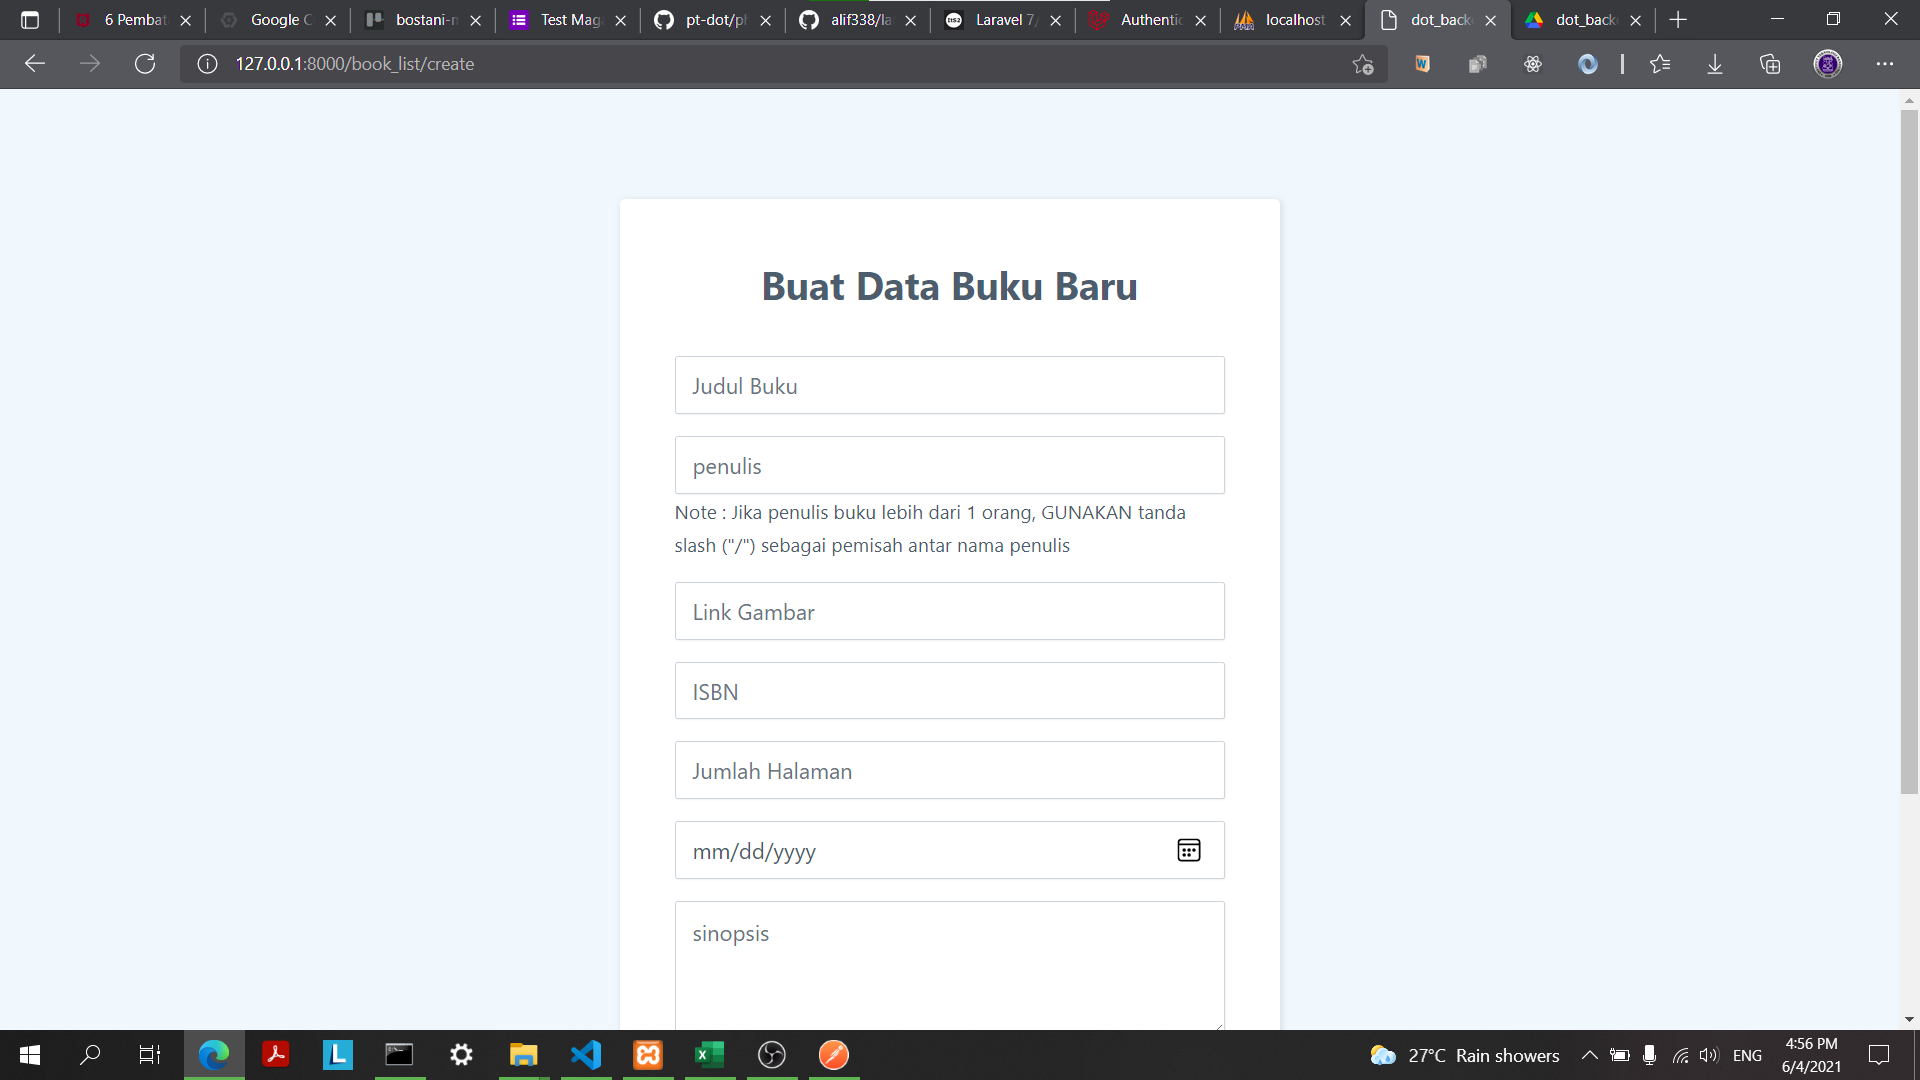 6 Pembat
Google C
bostani-n
Test Mag
pt-dot/ph
alif338/la
Laravel 7/
Authentic
localhost
dot_back
dot_back
127.0.0.1:8000/book_list/create
Buat Data Buku Baru
Judul Buku
penulis
Note : Jika penulis buku lebih dari 1 orang, GUNAKAN tanda
slash ("/") sebagai pemisah antar nama penulis
Link Gambar
ISBN
Jumlah Halaman
mm/dd/yyyy
sinopsis
27°C Rain showers
ENG
4:56 PM
6/4/2021